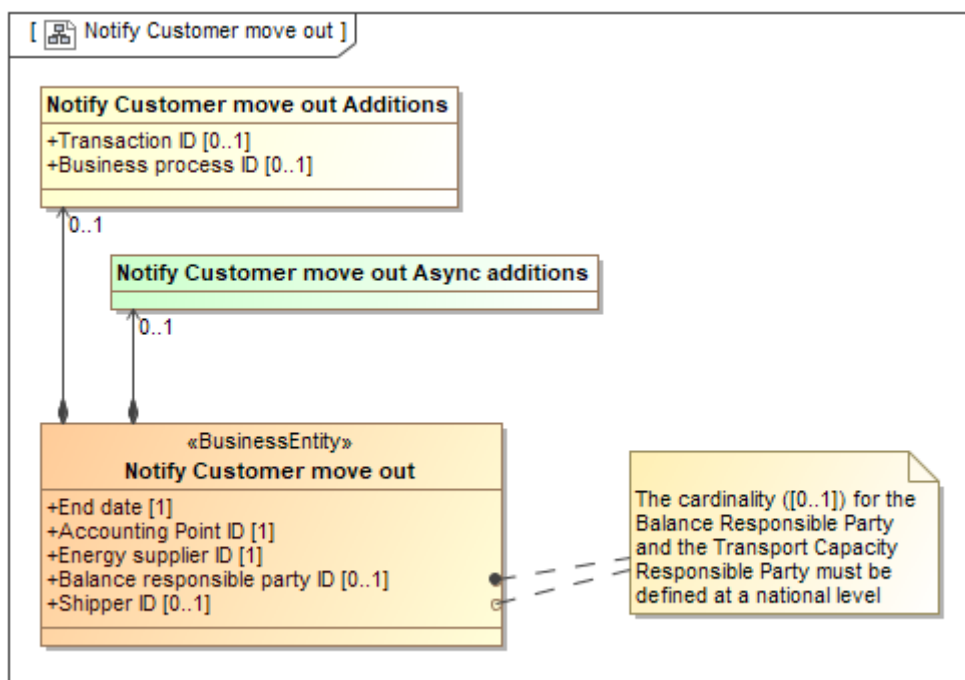 [ Notify Customer move out ]
Notify Customer move out Additions
+Transaction ID [0..1]
+Business process ID [0..1]
0..1
Notify Customer move out Async additions
0..1
«BusinessEntity»
Notify Customer move out
+End date [1]
+Accounting Point ID [1]
+Energy supplier ID [1]
+Balance responsible party ID [0..1]
+Shipper ID [0..1]
The cardinality ([0..1]) for the
Balance Responsible Party
and the Transport Capacity
Responsible Party must be
defined at a national level